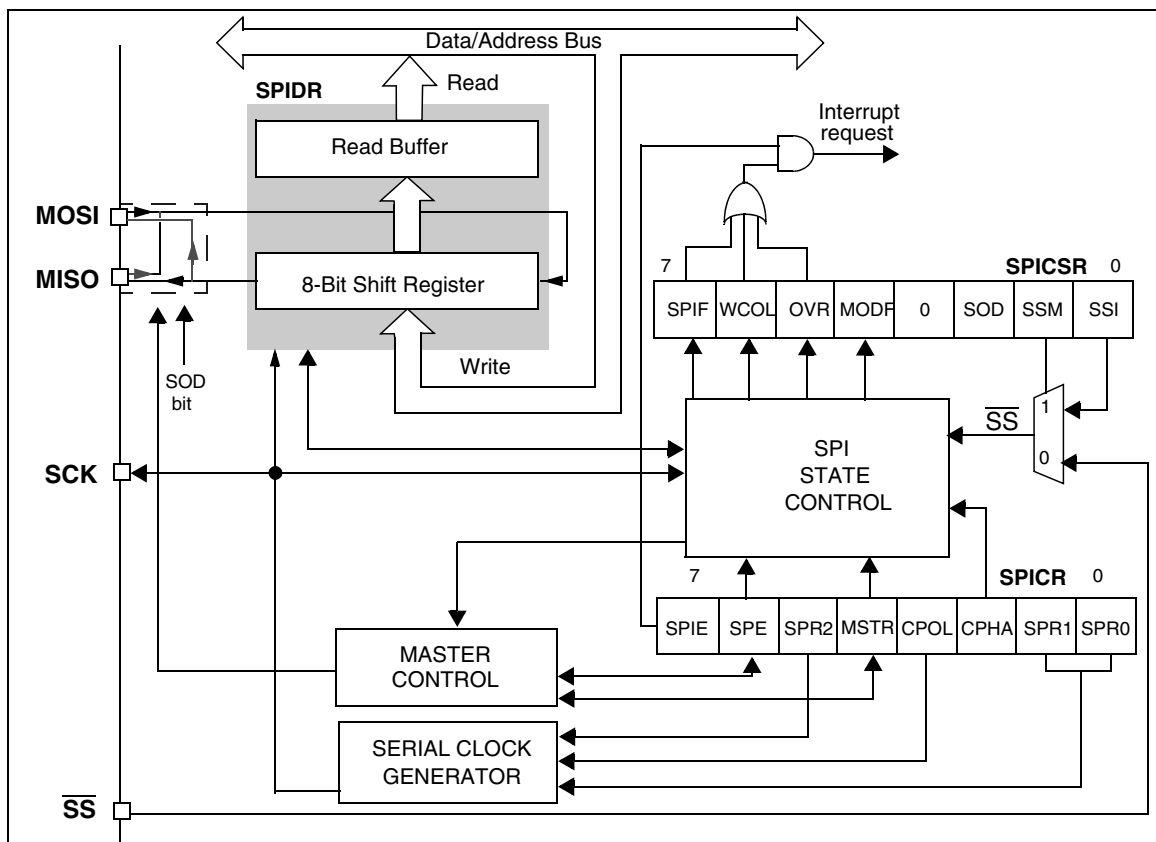 Data/Address Bus
SPIDR
Read
Read Buffer
Interrupt
request
MOSI
MISO
8-Bit Shift Register
7
SPICSR
0
SPIF
WCOL
OVR
MODF
0
SOD
SSM
SSI
Write
SOD
bit
SS
1
0
SCK
SPI
STATE
CONTROL
7
SPICR
0
SPIE
SPE
SPR2
MSTR
CPOL
CPHA
SPR1
SPR0
MASTER
CONTROL
SERIAL CLOCK
GENERATOR
SS